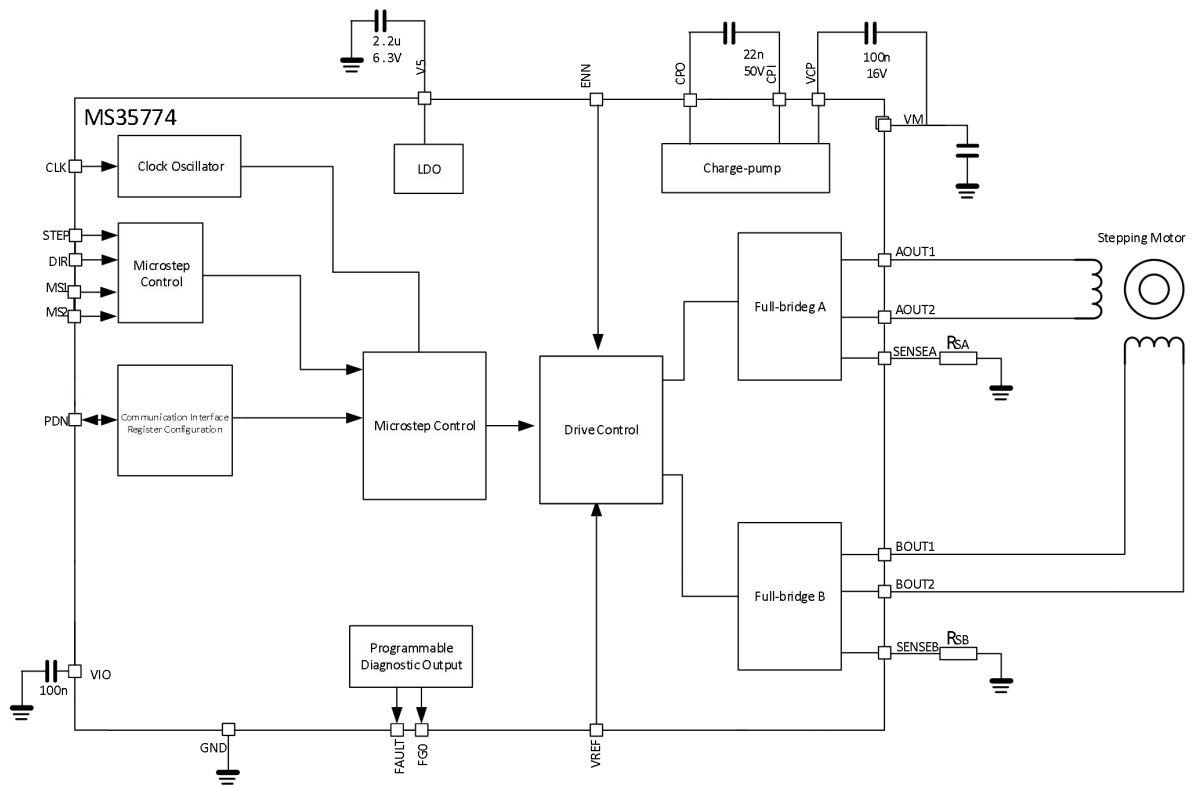 2.2u
6.3V
V5
ENN
CPO
22n
50V
CPI
VCP
100n
16V
MS35774
VM
CLK
Clock Oscillator
LDO
Charge-pump
STEP
DIR
MS1
MS2
Microstep
Control
Full-brideg A
AOUT1
AOUT2
SENSEA
RSA
Stepping Motor
PDN
Communication Interface
Register Configuration
Microstep Control
Drive Control
Full-bridge B
BOUT1
BOUT2
SENSEB
RSB
Programmable
Diagnostic Output
100n
VIO
GND
FAULT
FG0
VREF